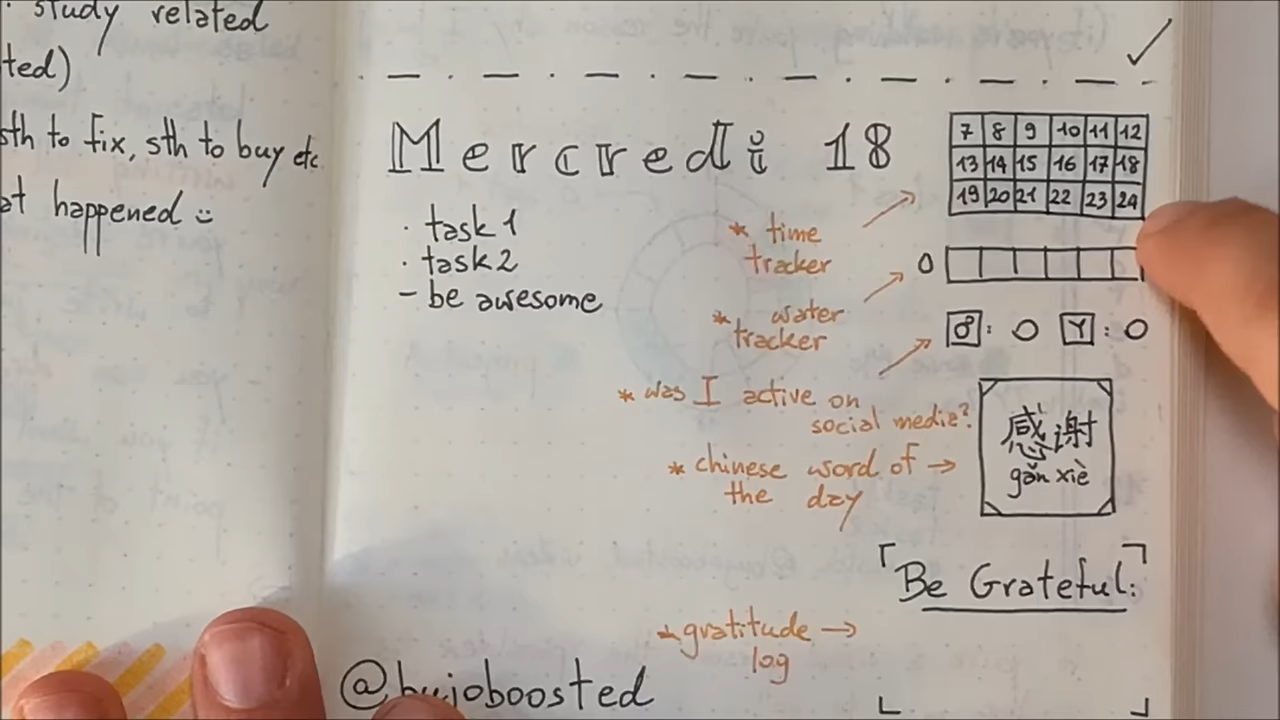 study related
ted)
sth to fix, sth to buy etc.
at happened
Mercredi 18
· task 1
· task 2
- be awesome
7 8 9 10 11 12
13 14 15 16 17 18
19 20 21 22 23 24
* time
tracker
0
* water
tracker
♂: O Y: O
* was I active on
social media?
* chinese word of →
the day
感谢
gǎn xiè
Be Grateful:
* gratitude →
log
@bujoboosted